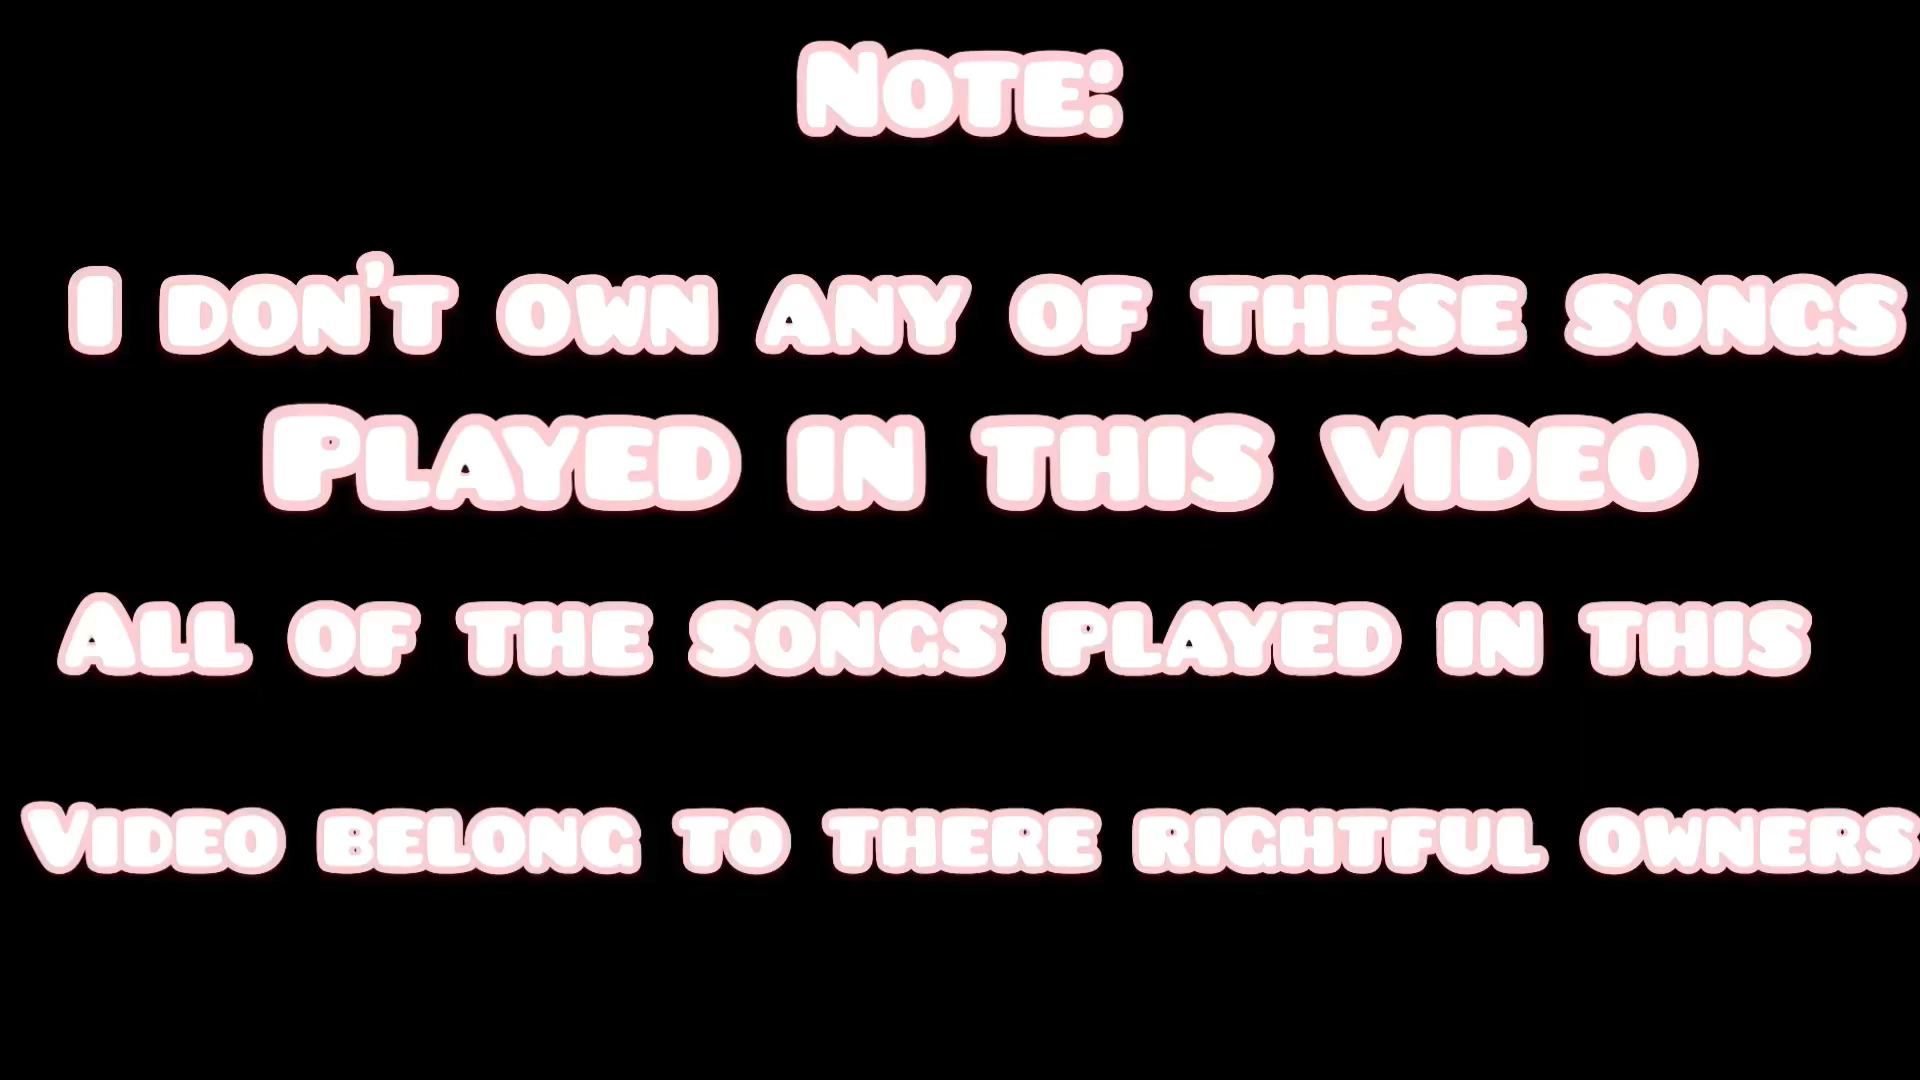 Note:
I don't own any of these songs
Played in this video
All of the songs played in this
Video belong to there rightful owners